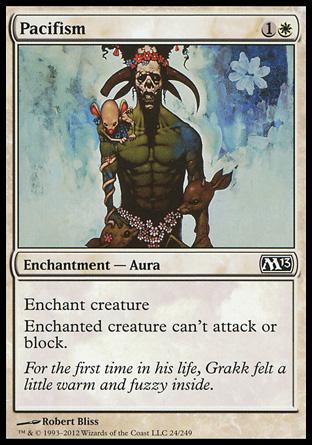 Pacifism 1
Enchantment — Aura M13
Enchant creature
Enchanted creature can't attack or
block.
For the first time in his life, Grakk felt a
little warm and fuzzy inside.
Robert Bliss
™ & © 1993–2012 Wizards of the Coast LLC 24/249